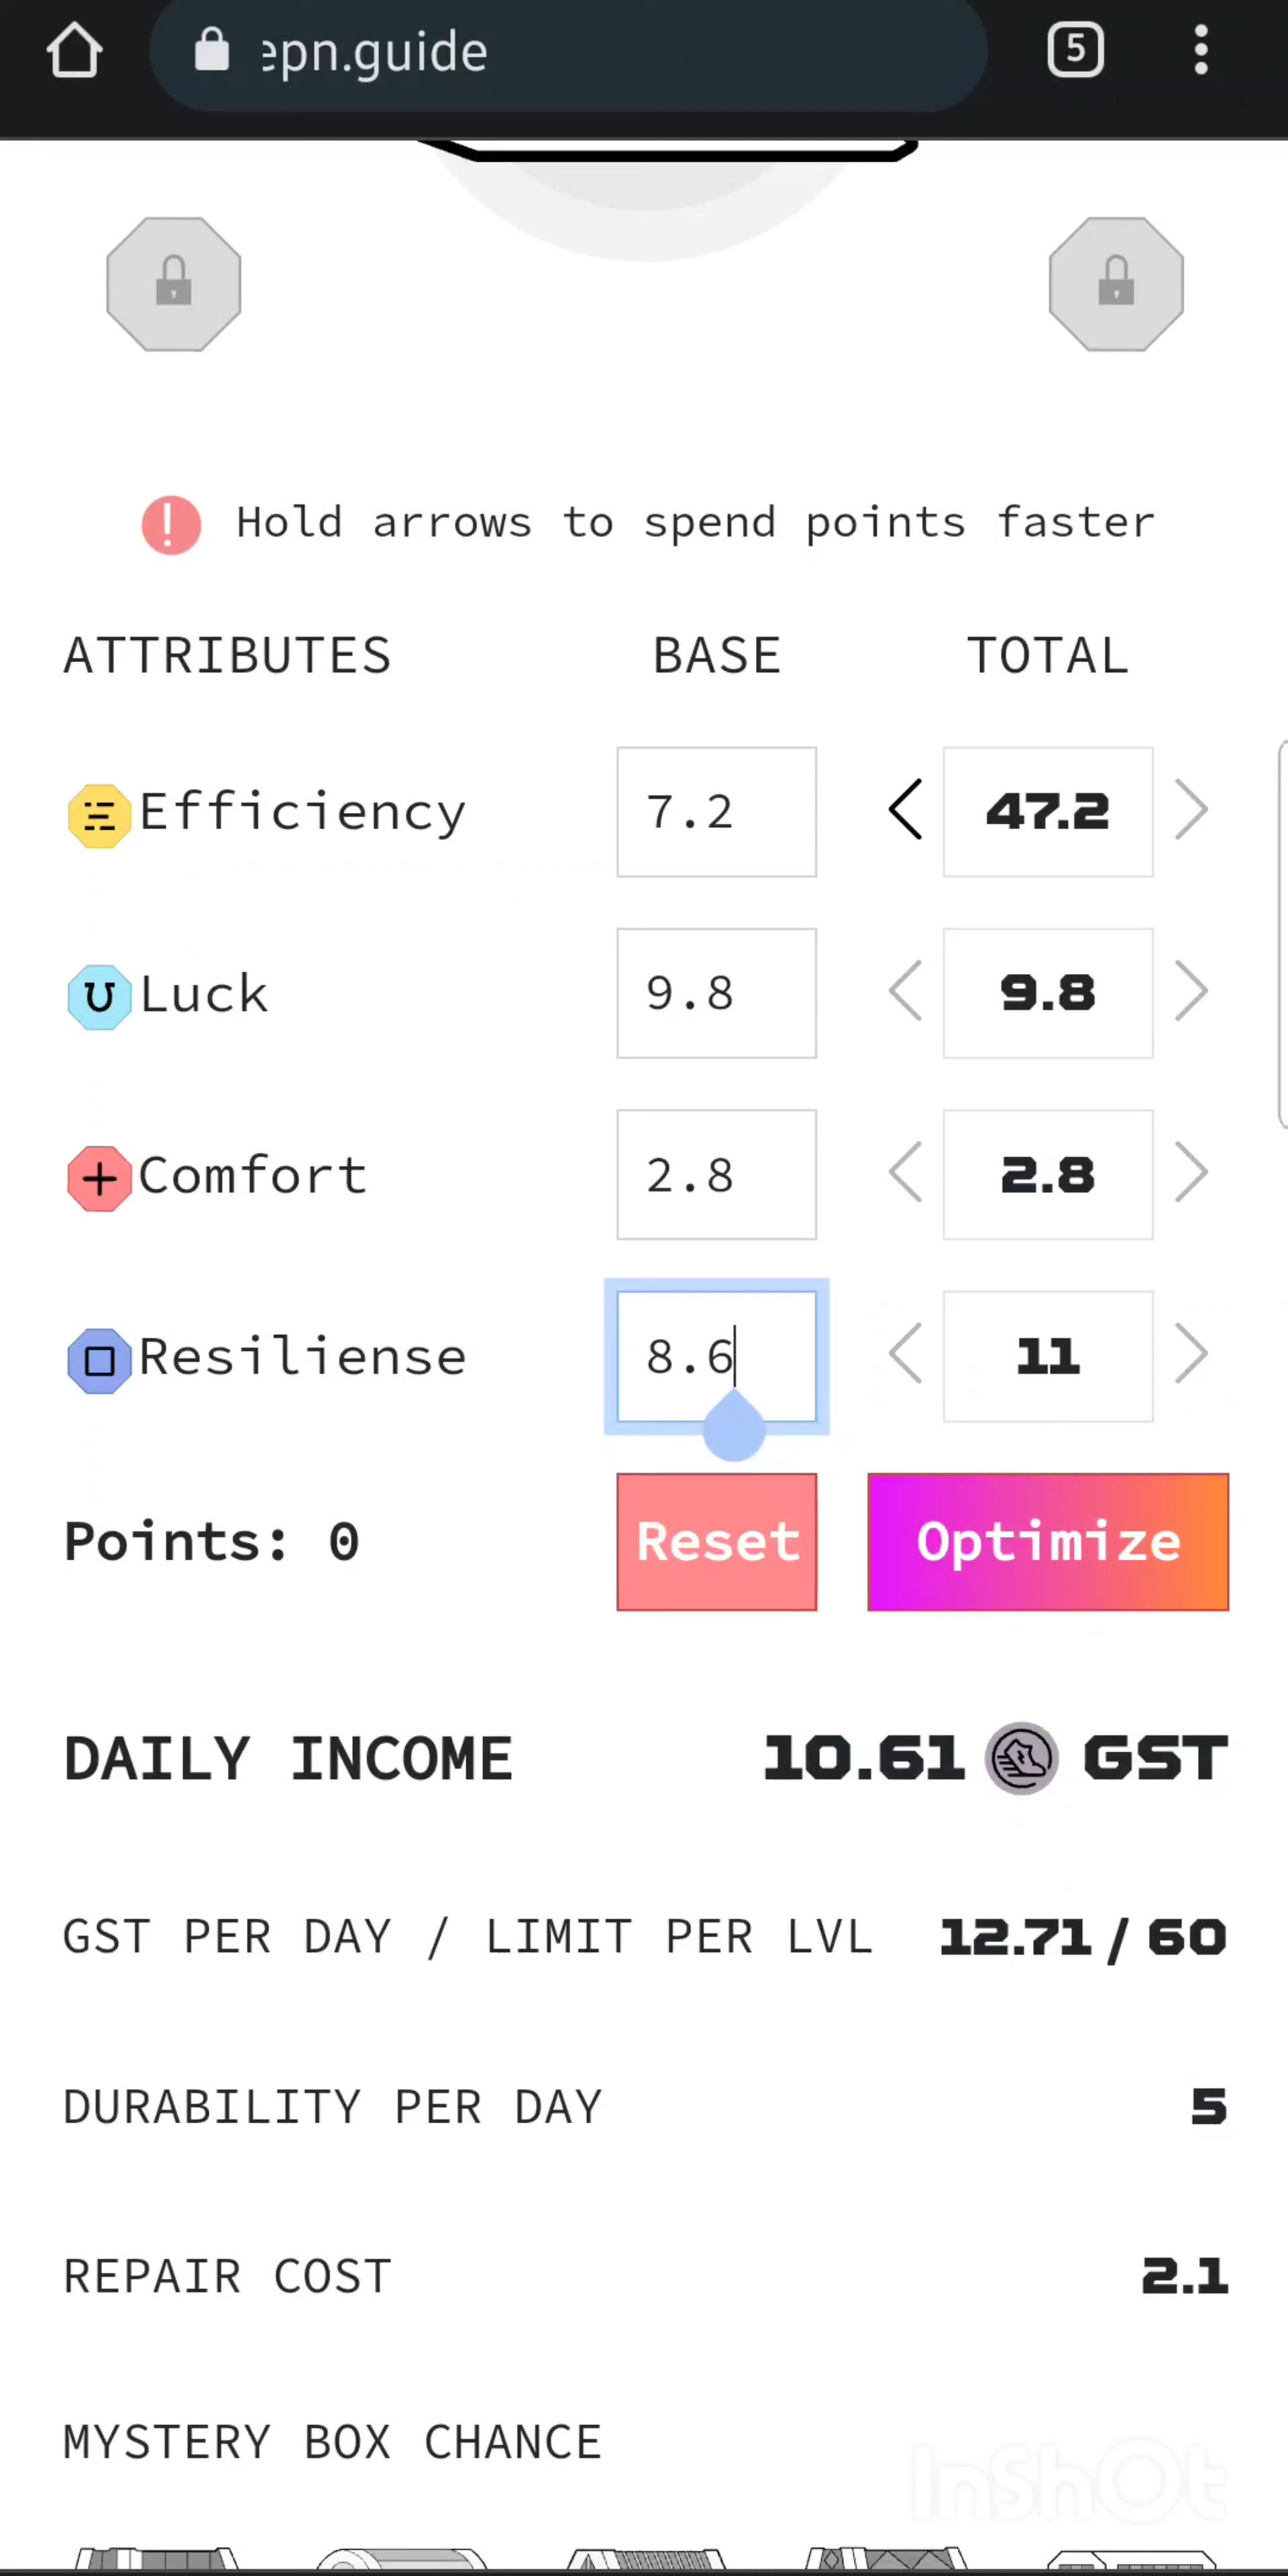 epn.guide
5
Hold arrows to spend points faster
ATTRIBUTES BASE TOTAL
Efficiency 7.2 47.2
Luck 9.8 9.8
Comfort 2.8 2.8
Resiliense 8.6 11
Points: 0 Reset Optimize
DAILY INCOME 10.61 GST
GST PER DAY / LIMIT PER LVL 12.71 / 60
DURABILITY PER DAY 5
REPAIR COST 2.1
MYSTERY BOX CHANCE
InShOt